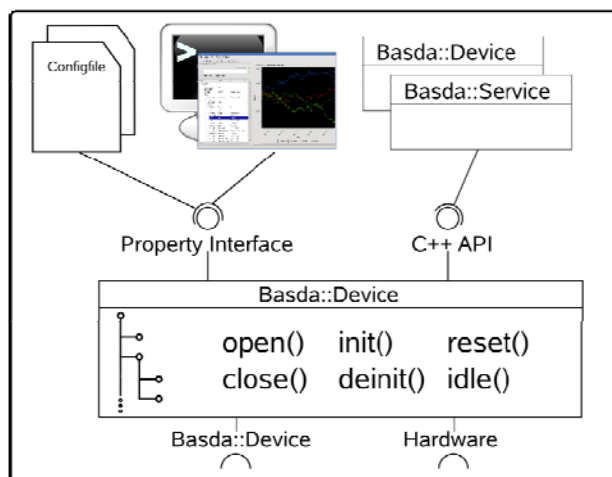 Configfile
>
Basda::Device
Basda::Service
Property Interface
C++ API
Basda::Device
open() init() reset()
close() deinit() idle()
Basda::Device
Hardware